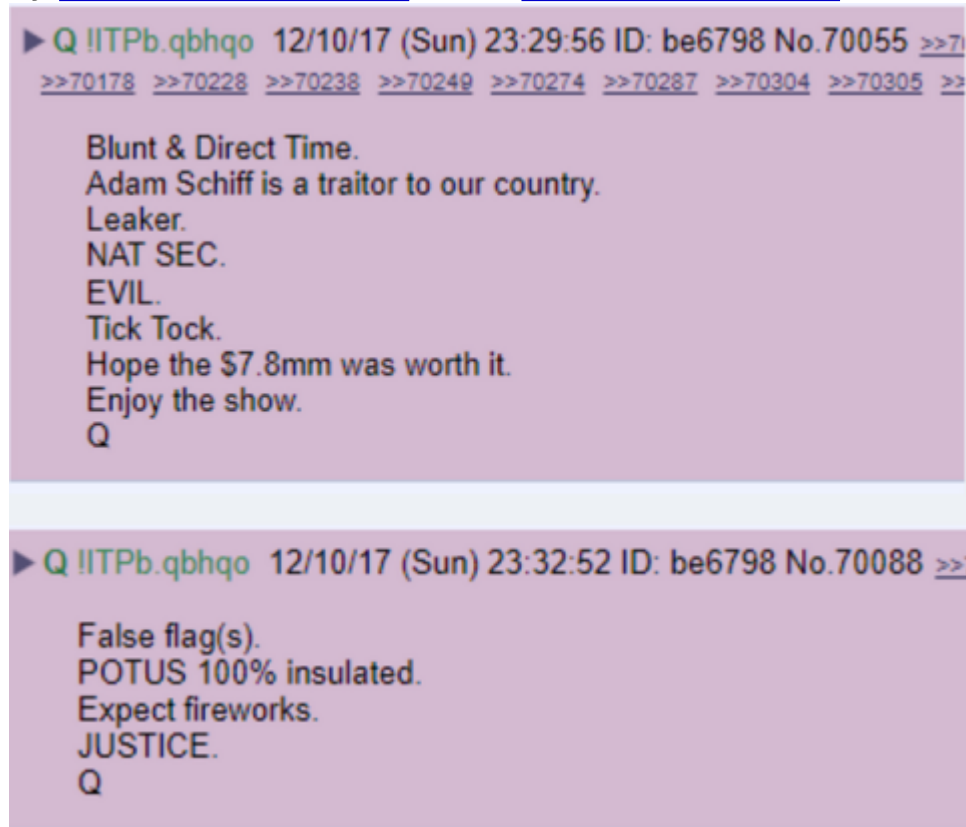 ▶ Q !ITPb.qbhqo 12/10/17 (Sun) 23:29:56 ID: be6798 No.70055
>>70178 >>70228 >>70238 >>70249 >>70274 >>70287 >>70304 >>70305 >>
Blunt & Direct Time.
Adam Schiff is a traitor to our country.
Leaker.
NAT SEC.
EVIL.
Tick Tock.
Hope the $7.8mm was worth it.
Enjoy the show.
Q
▶ Q !ITPb.qbhqo 12/10/17 (Sun) 23:32:52 ID: be6798 No.70088
False flag(s).
POTUS 100% insulated.
Expect fireworks.
JUSTICE.
Q